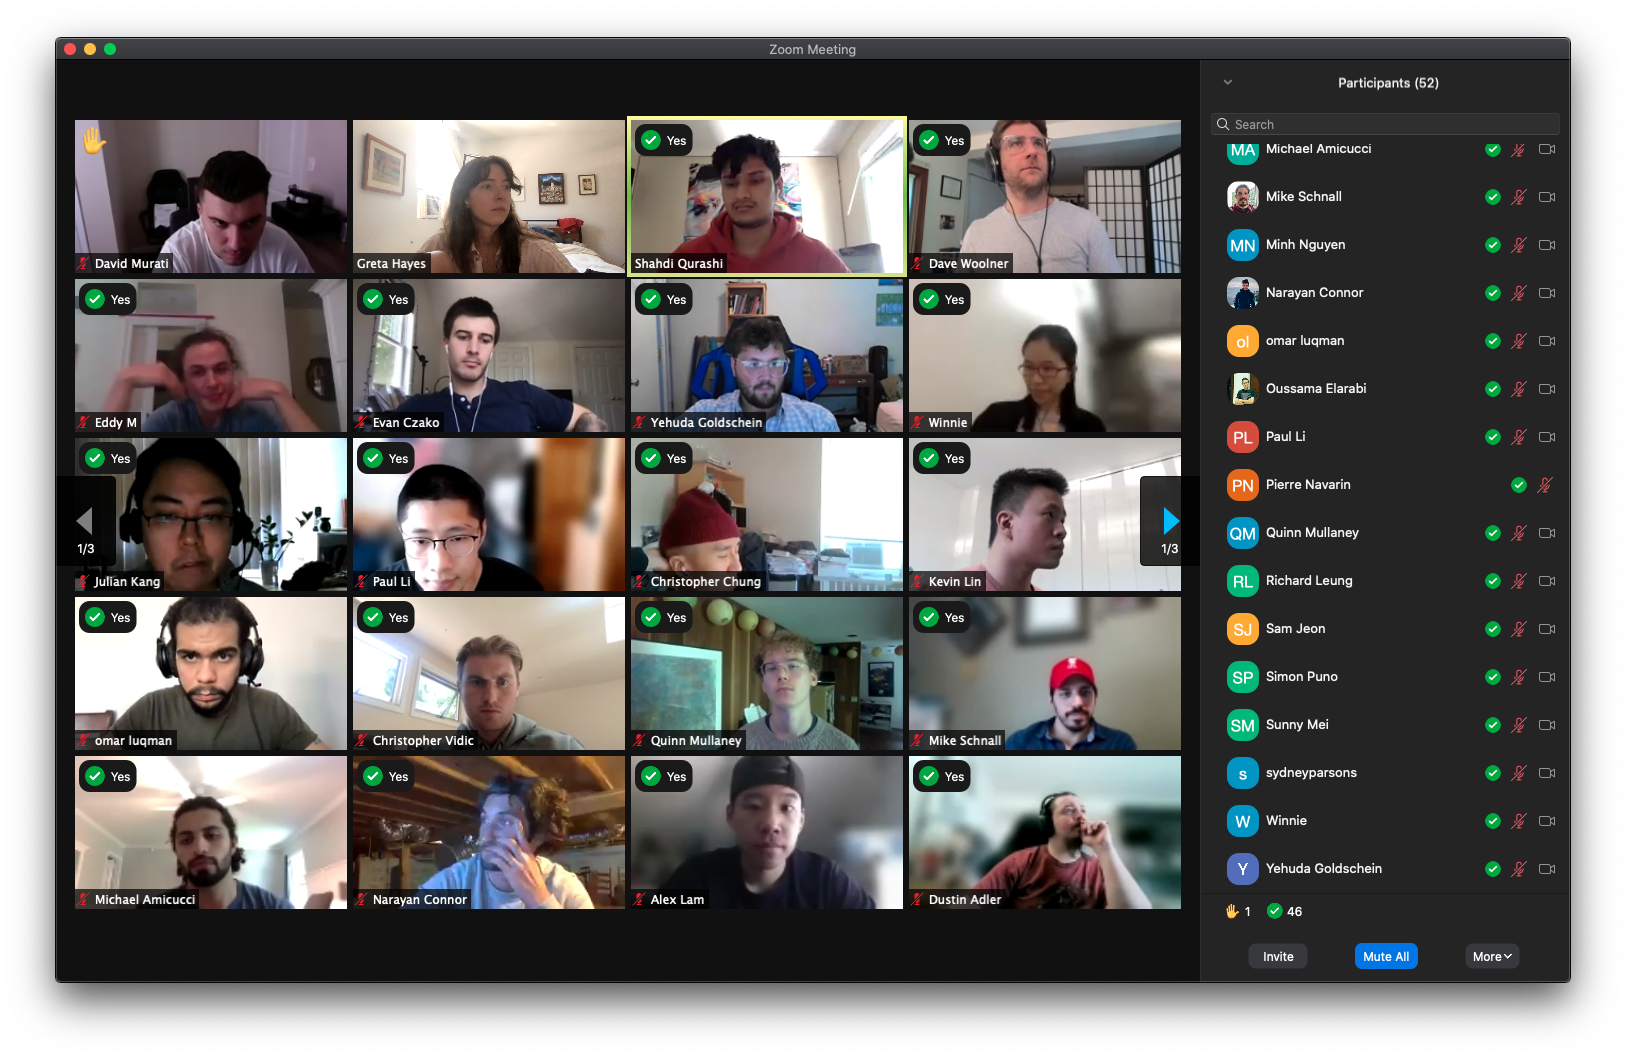 Zoom Meeting
David Murati
Greta Hayes
Yes
Shahdi Qurashi
Yes
Dave Woolner
Yes
Eddy M
Yes
Evan Czako
Yes
Yehuda Goldschein
Yes
Winnie
Yes
Julian Kang
Yes
Paul Li
Yes
Christopher Chung
Yes
Kevin Lin
1/3
1/3
Yes
omar luqman
Yes
Christopher Vidic
Yes
Quinn Mullaney
Yes
Mike Schnall
Yes
Michael Amicucci
Yes
Narayan Connor
Yes
Alex Lam
Yes
Dustin Adler
Participants (52)
Search
MA Michael Amicucci
Mike Schnall
MN Minh Nguyen
Narayan Connor
ol omar luqman
Oussama Elarabi
PL Paul Li
PN Pierre Navarin
QM Quinn Mullaney
RL Richard Leung
SJ Sam Jeon
SP Simon Puno
SM Sunny Mei
s sydneyparsons
W Winnie
Y Yehuda Goldschein
1 46
Invite Mute All More